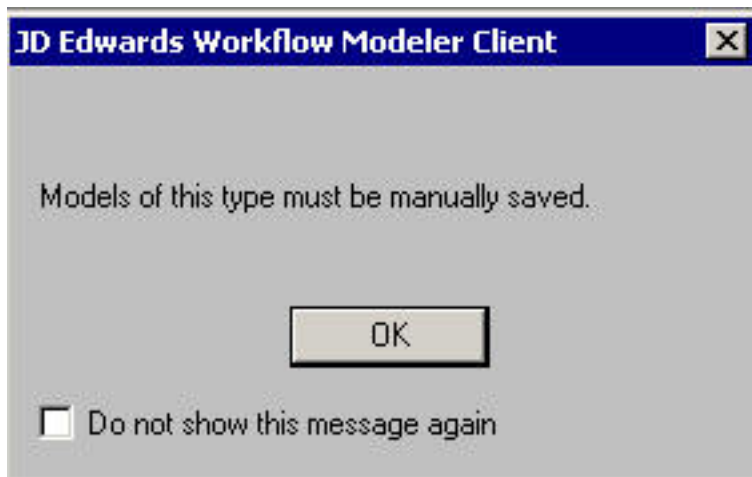 JD Edwards Workflow Modeler Client
Models of this type must be manually saved.
OK
Do not show this message again